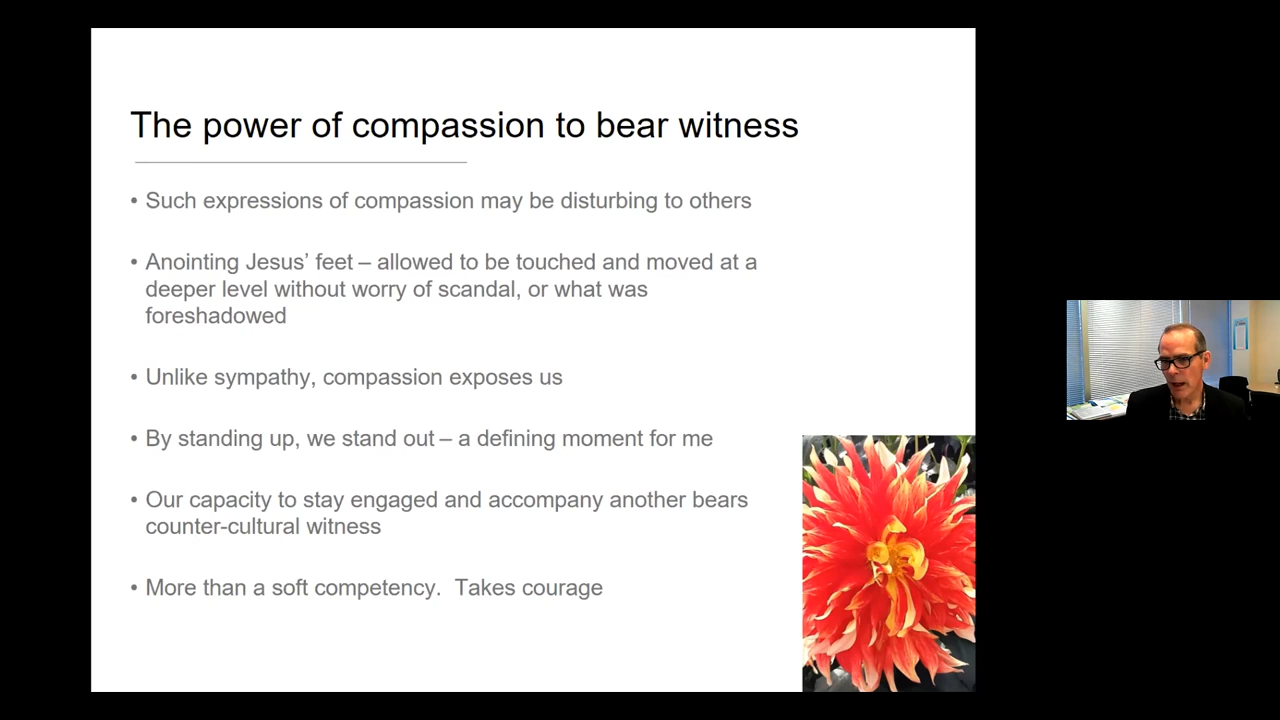 The power of compassion to bear witness
• Such expressions of compassion may be disturbing to others
• Anointing Jesus’ feet – allowed to be touched and moved at a
deeper level without worry of scandal, or what was
foreshadowed
• Unlike sympathy, compassion exposes us
• By standing up, we stand out – a defining moment for me
• Our capacity to stay engaged and accompany another bears
counter-cultural witness
• More than a soft competency.  Takes courage